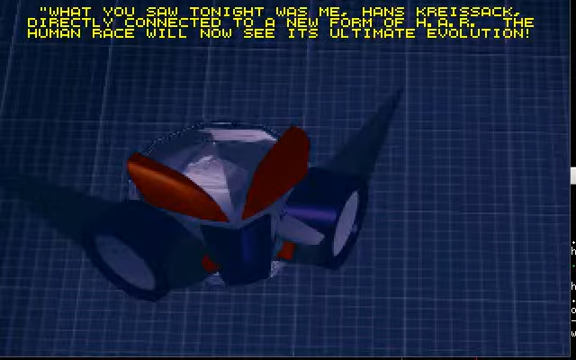 "WHAT YOU SAW TONIGHT WAS ME, HANS KREISSACK,
DIRECTLY CONNECTED TO A NEW FORM OF H.A.R. THE
HUMAN RACE WILL NOW SEE ITS ULTIMATE EVOLUTION!